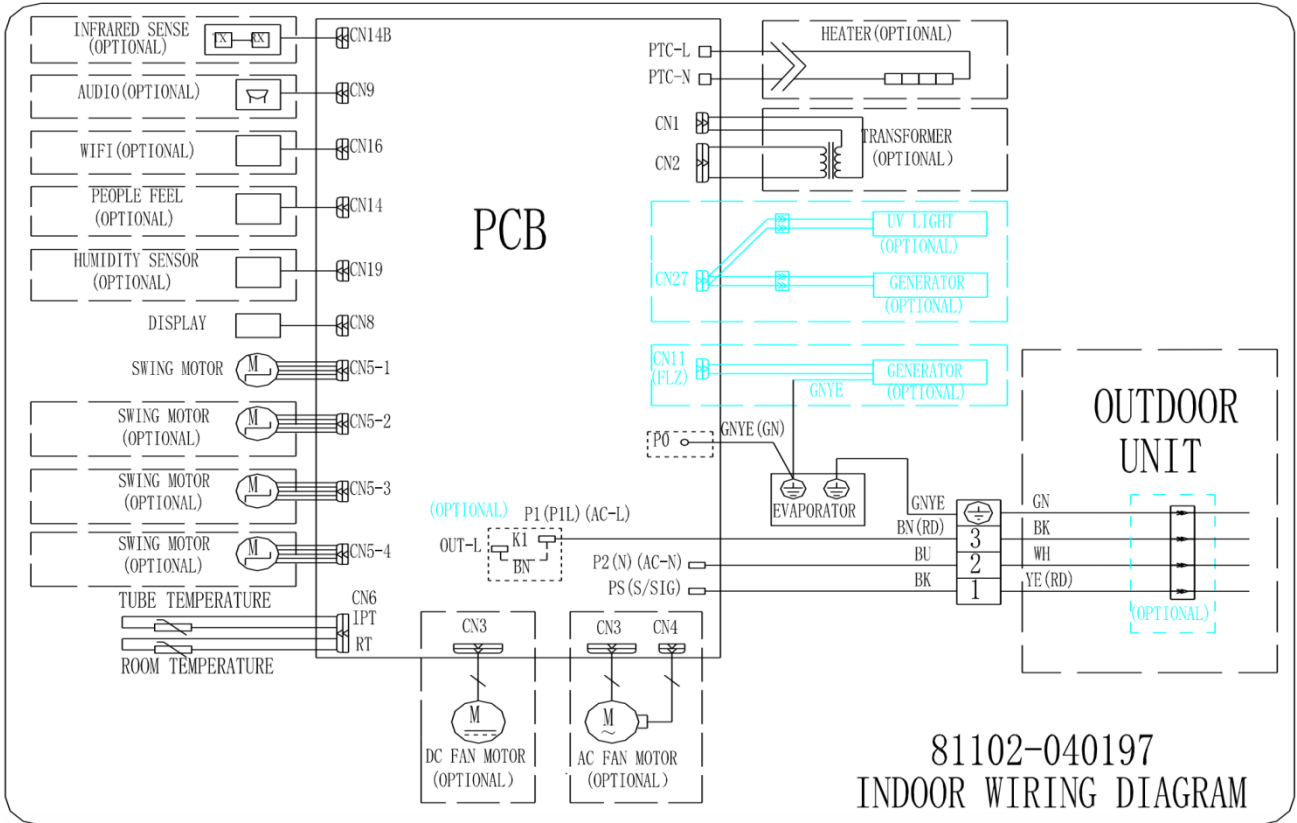 INFRARED SENSE
(OPTIONAL)
TX
RX
CN14B
AUDIO(OPTIONAL)
CN9
WIFI(OPTIONAL)
CN16
PEOPLE FEEL
(OPTIONAL)
CN14
HUMIDITY SENSOR
(OPTIONAL)
CN19
DISPLAY
CN8
SWING MOTOR
M
CN5-1
SWING MOTOR
(OPTIONAL)
M
CN5-2
SWING MOTOR
(OPTIONAL)
M
CN5-3
SWING MOTOR
(OPTIONAL)
M
CN5-4
TUBE TEMPERATURE
CN6
IPT
RT
ROOM TEMPERATURE
PCB
PTC-L
PTC-N
HEATER(OPTIONAL)
CN1
CN2
TRANSFORMER
(OPTIONAL)
CN27
UV LIGHT
(OPTIONAL)
GENERATOR
(OPTIONAL)
CN11
(FLZ)
GENERATOR
(OPTIONAL)
GNYE
P0
GNYE(GN)
EVAPORATOR
(OPTIONAL)
P1(P1L)(AC-L)
OUT-L
K1
BN
P2(N)(AC-N)
PS(S/SIG)
GNYE
BN(RD)
BU
BK
3
2
1
GN
BK
WH
YE(RD)
OUTDOOR
UNIT
(OPTIONAL)
CN3
M
DC FAN MOTOR
(OPTIONAL)
CN3
CN4
M
~
AC FAN MOTOR
(OPTIONAL)
81102-040197
INDOOR WIRING DIAGRAM